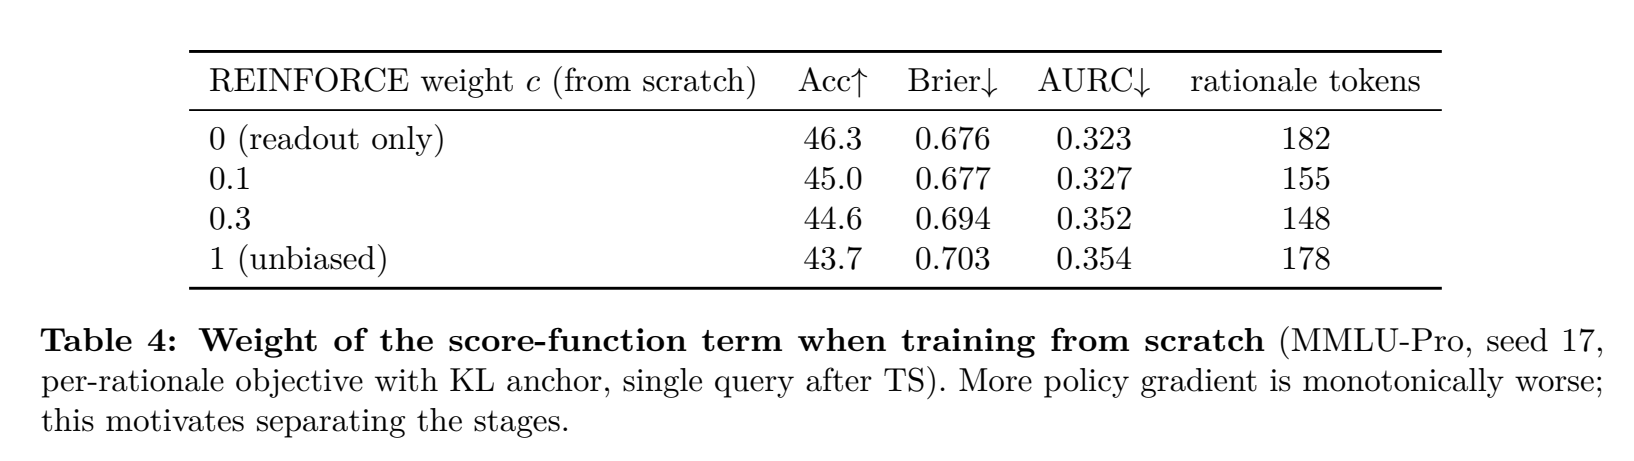 REINFORCE weight c (from scratch) Acc↑ Brier↓ AURC↓ rationale tokens
0 (readout only) 46.3 0.676 0.323 182
0.1 45.0 0.677 0.327 155
0.3 44.6 0.694 0.352 148
1 (unbiased) 43.7 0.703 0.354 178
Table 4: Weight of the score-function term when training from scratch (MMLU-Pro, seed 17,
per-rationale objective with KL anchor, single query after TS). More policy gradient is monotonically worse;
this motivates separating the stages.